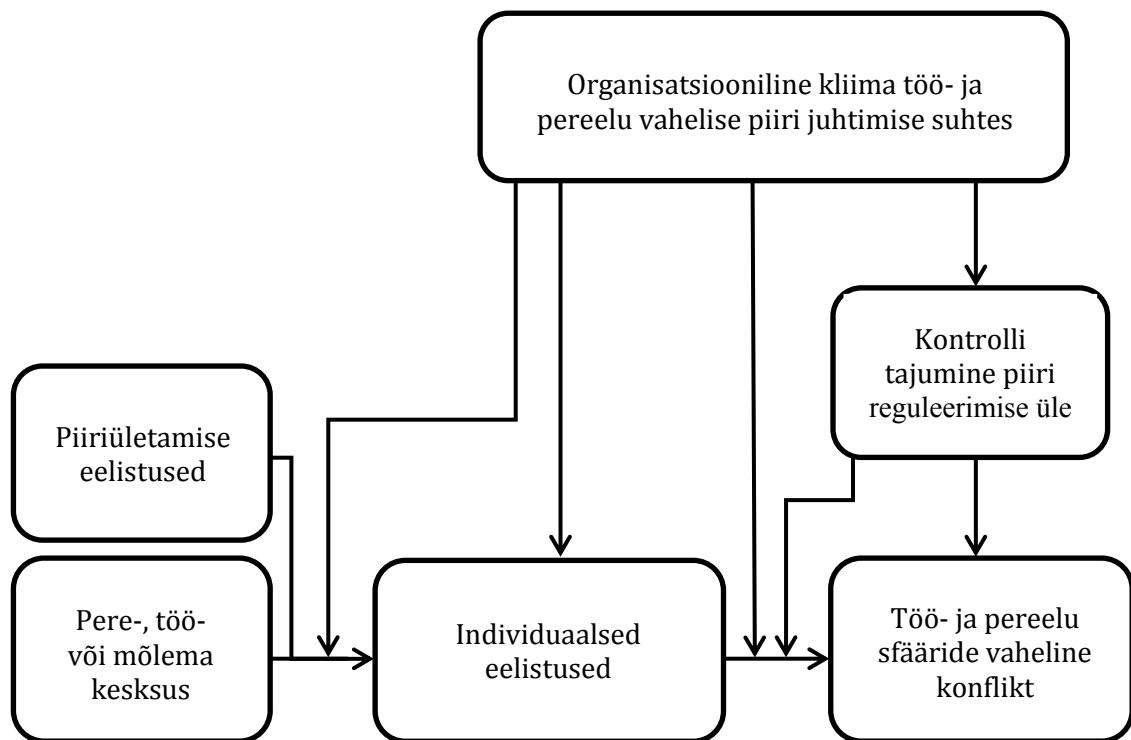 Organisatsiooniline kliima töö- ja
pereelu vahelise piiri juhtimise suhtes
Kontrolli
tajumine piiri
reguleerimise üle
Piiriületamise
eelistused
Pere-, töö-
või mõlema
kesksus
Individuaalsed
eelistused
Töö- ja pereelu
sfääride vaheline
konflikt